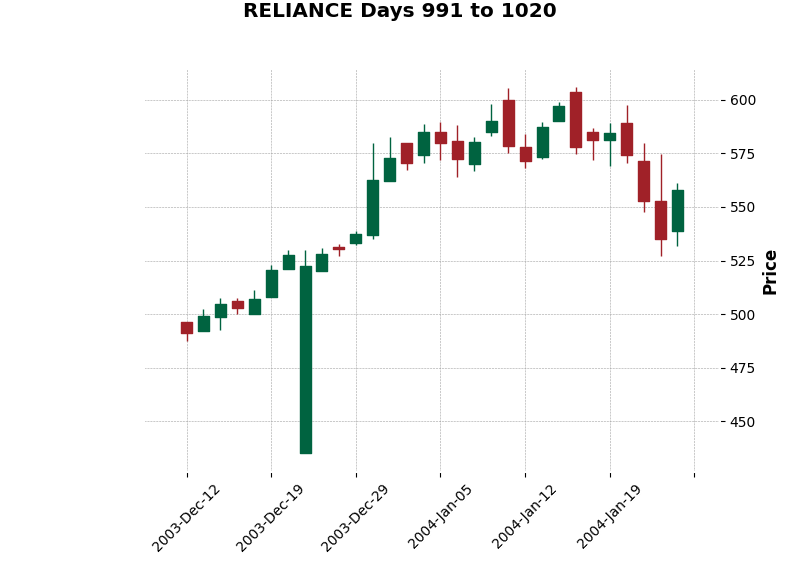 RELIANCE Days 991 to 1020
600
575
550
525
500
475
450
Price
2003-Dec-12
2003-Dec-19
2003-Dec-29
2004-Jan-05
2004-Jan-12
2004-Jan-19